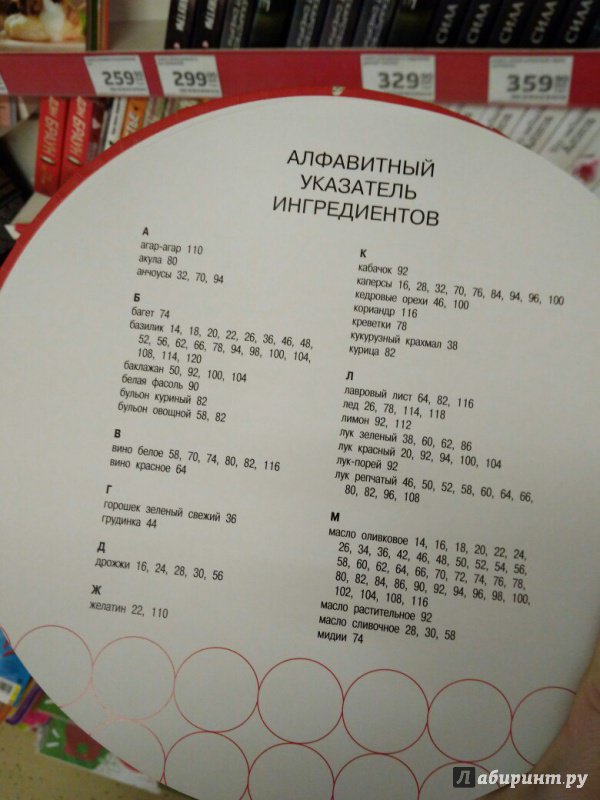 259
299
329
359
АЛФАВИТНЫЙ
УКАЗАТЕЛЬ
ИНГРЕДИЕНТОВ
А
агар-агар 110
акула 80
анчоусы 32, 70, 94
Б
багет 74
базилик 14, 18, 20, 22, 26, 36, 46, 48,
52, 56, 62, 66, 78, 94, 98, 100, 104,
108, 114, 120
баклажан 50, 92, 100, 104
белая фасоль 90
бульон куриный 82
бульон овощной 58, 82
В
вино белое 58, 70, 74, 80, 82, 116
вино красное 64
Г
горошек зеленый свежий 36
грудинка 44
Д
дрожжи 16, 24, 28, 30, 56
Ж
желатин 22, 110
К
кабачок 92
каперсы 16, 28, 32, 70, 76, 84, 94, 96, 100
кедровые орехи 46, 100
кориандр 116
креветки 78
кукурузный крахмал 38
курица 82
Л
лавровый лист 64, 82, 116
лед 26, 78, 114, 118
лимон 92, 112
лук зеленый 38, 60, 62, 86
лук красный 20, 92, 94, 100, 104
лук-порей 92
лук репчатый 46, 50, 52, 58, 60, 64, 66,
80, 82, 96, 108
М
масло оливковое 14, 16, 18, 20, 22, 24,
26, 34, 36, 42, 46, 48, 50, 52, 54, 56,
58, 60, 62, 64, 66, 70, 72, 74, 76, 78,
80, 82, 84, 86, 90, 92, 94, 96, 98, 100,
102, 104, 108, 116
масло растительное 92
масло сливочное 28, 30, 58
мидии 74
Лабиринт.ру